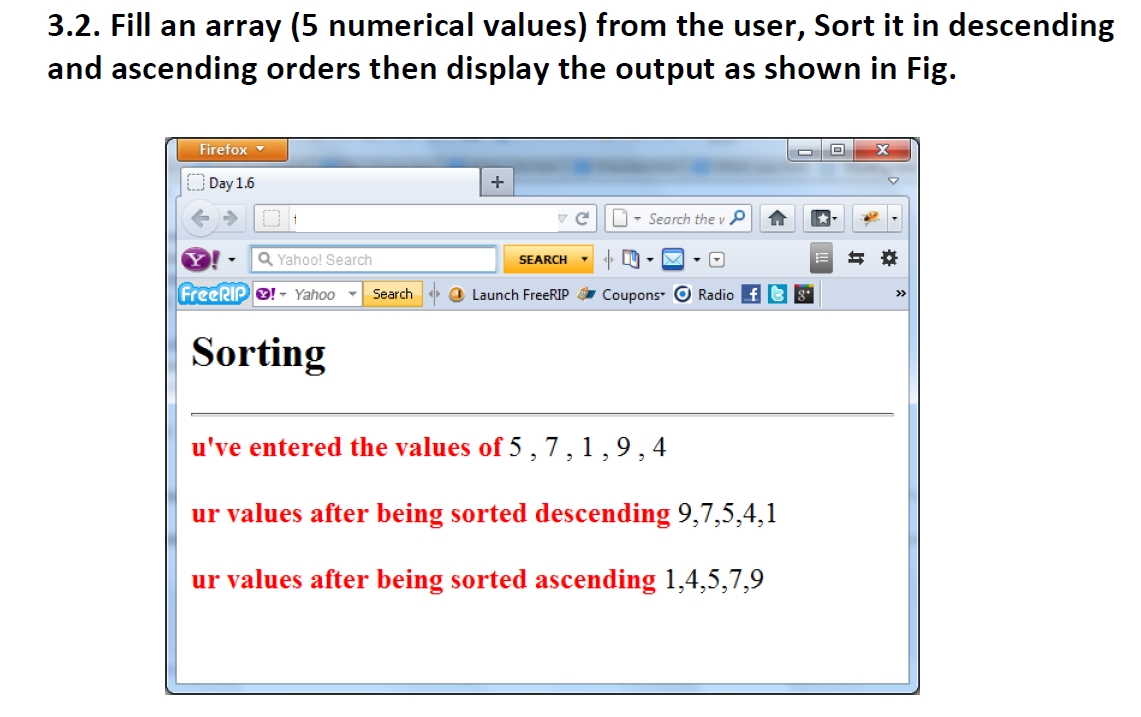 3.2. Fill an array (5 numerical values) from the user, Sort it in descending
and ascending orders then display the output as shown in Fig.
Firefox
Day 1.6
Search the v
Y! Yahoo! Search SEARCH
FreeRIP Y! Yahoo Search Launch FreeRIP Coupons Radio f 8+ »
Sorting
u've entered the values of 5 , 7 , 1 , 9 , 4
ur values after being sorted descending 9,7,5,4,1
ur values after being sorted ascending 1,4,5,7,9